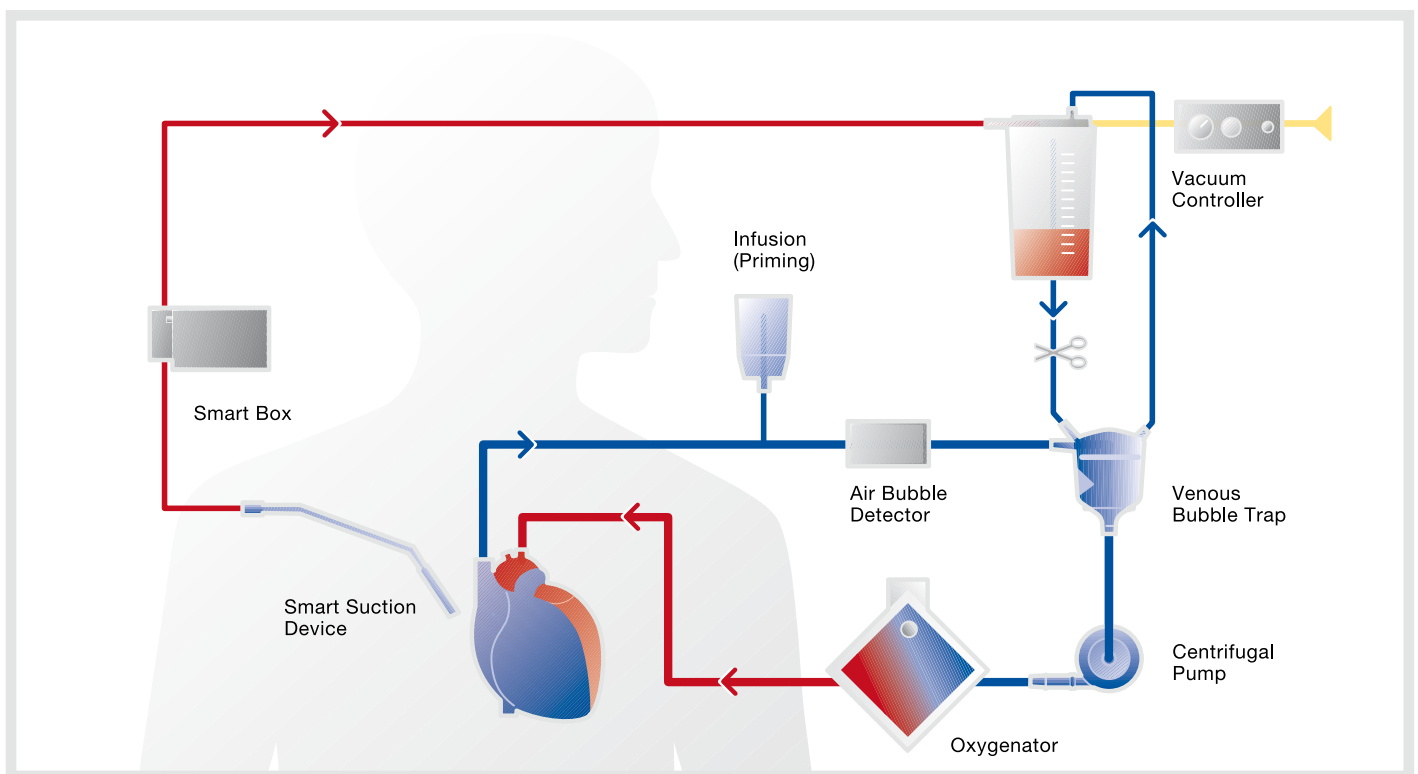 Vacuum
Controller
Infusion
(Priming)
Smart Box
Air Bubble
Detector
Venous
Bubble Trap
Smart Suction
Device
Centrifugal
Pump
Oxygenator